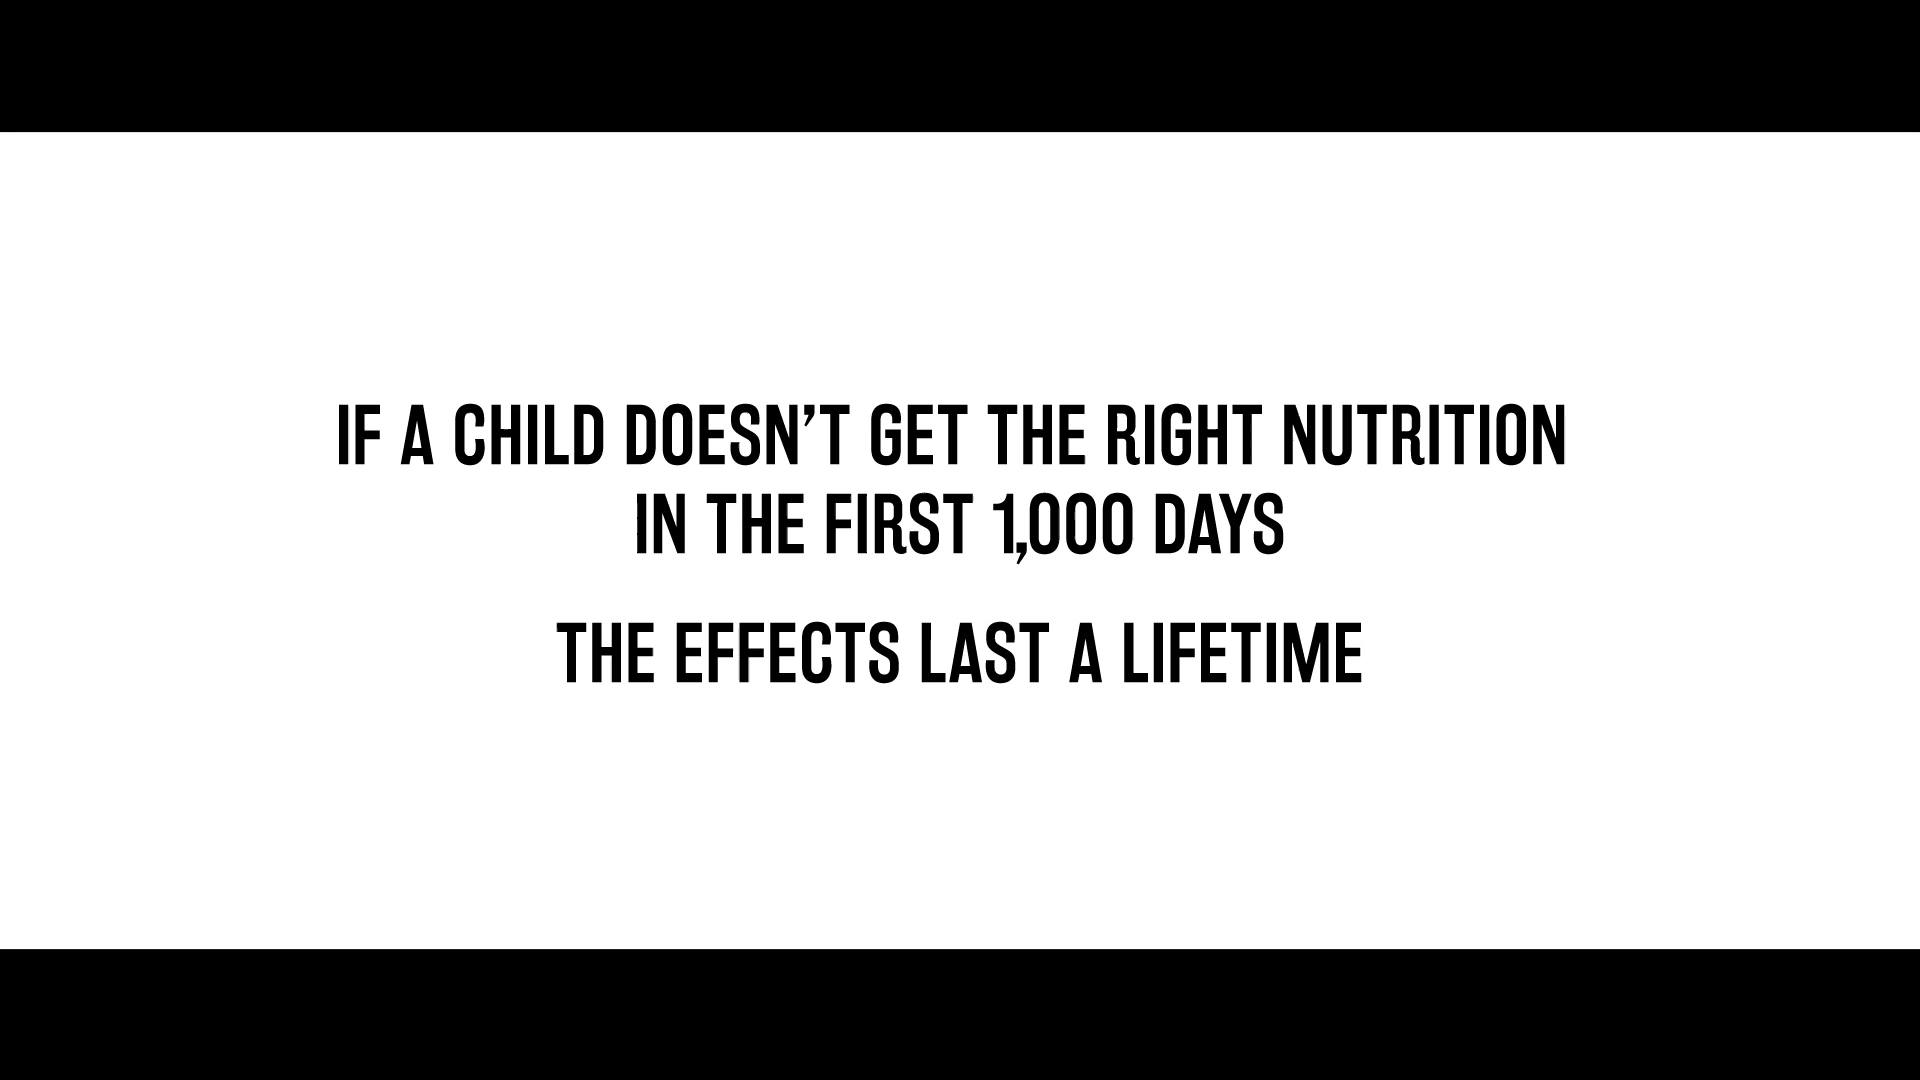 IF A CHILD DOESN’T GET THE RIGHT NUTRITION
IN THE FIRST 1,000 DAYS
THE EFFECTS LAST A LIFETIME